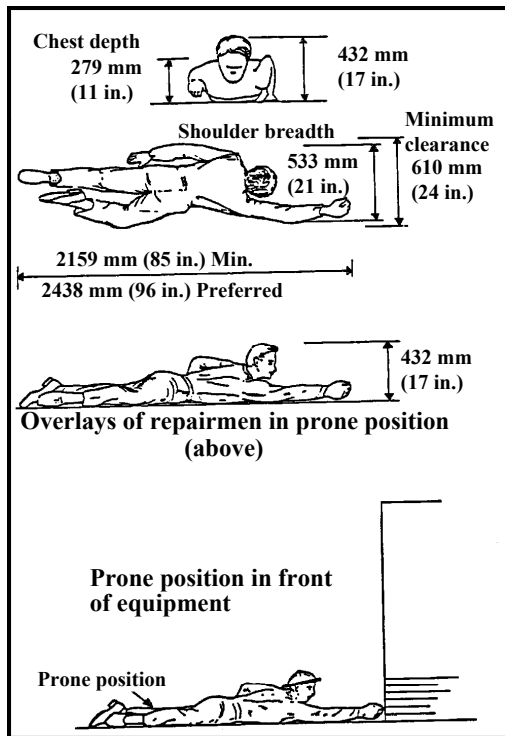 Chest depth
279 mm
(11 in.)
432 mm
(17 in.)
Shoulder breadth
533 mm
(21 in.)
Minimum
clearance
610 mm
(24 in.)
2159 mm (85 in.) Min.
2438 mm (96 in.) Preferred
432 mm
(17 in.)
Overlays of repairmen in prone position
(above)
Prone position in front
of equipment
Prone position